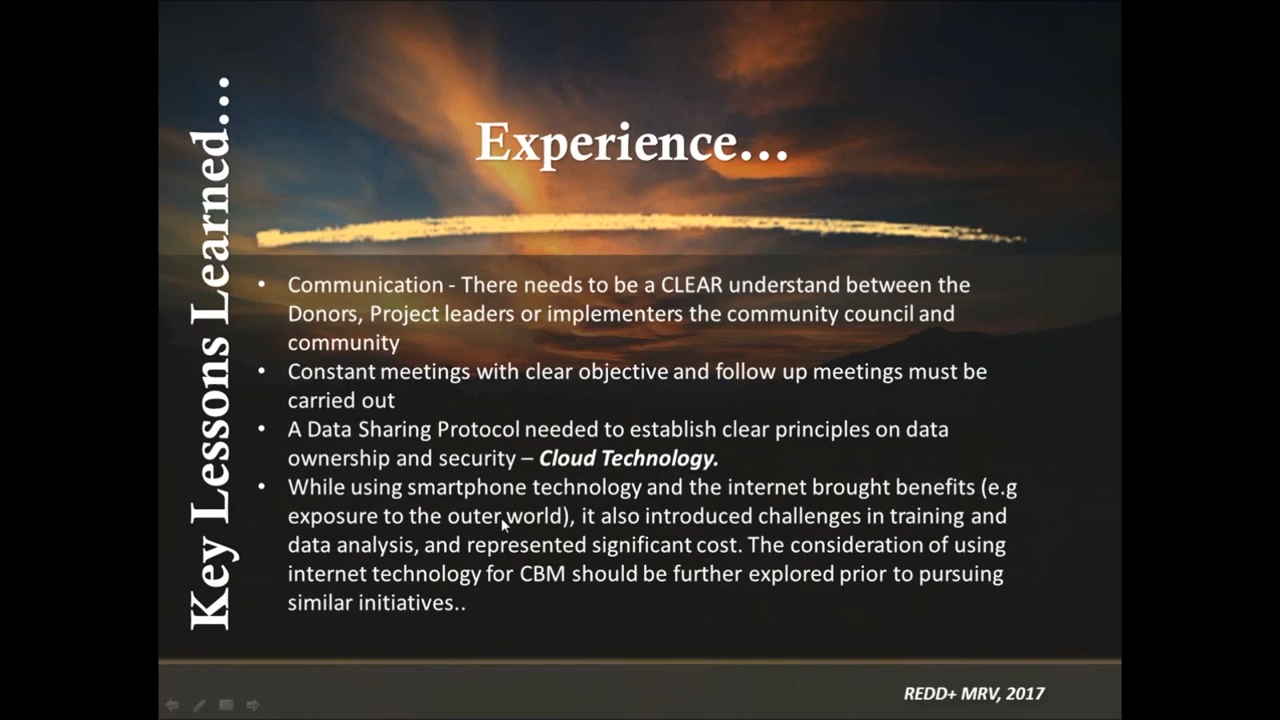 Key Lessons Learned...
Experience...
• Communication - There needs to be a CLEAR understand between the
Donors, Project leaders or implementers the community council and
community
• Constant meetings with clear objective and follow up meetings must be
carried out
• A Data Sharing Protocol needed to establish clear principles on data
ownership and security – Cloud Technology.
• While using smartphone technology and the internet brought benefits (e.g
exposure to the outer world), it also introduced challenges in training and
data analysis, and represented significant cost. The consideration of using
internet technology for CBM should be further explored prior to pursuing
similar initiatives..
REDD+ MRV, 2017